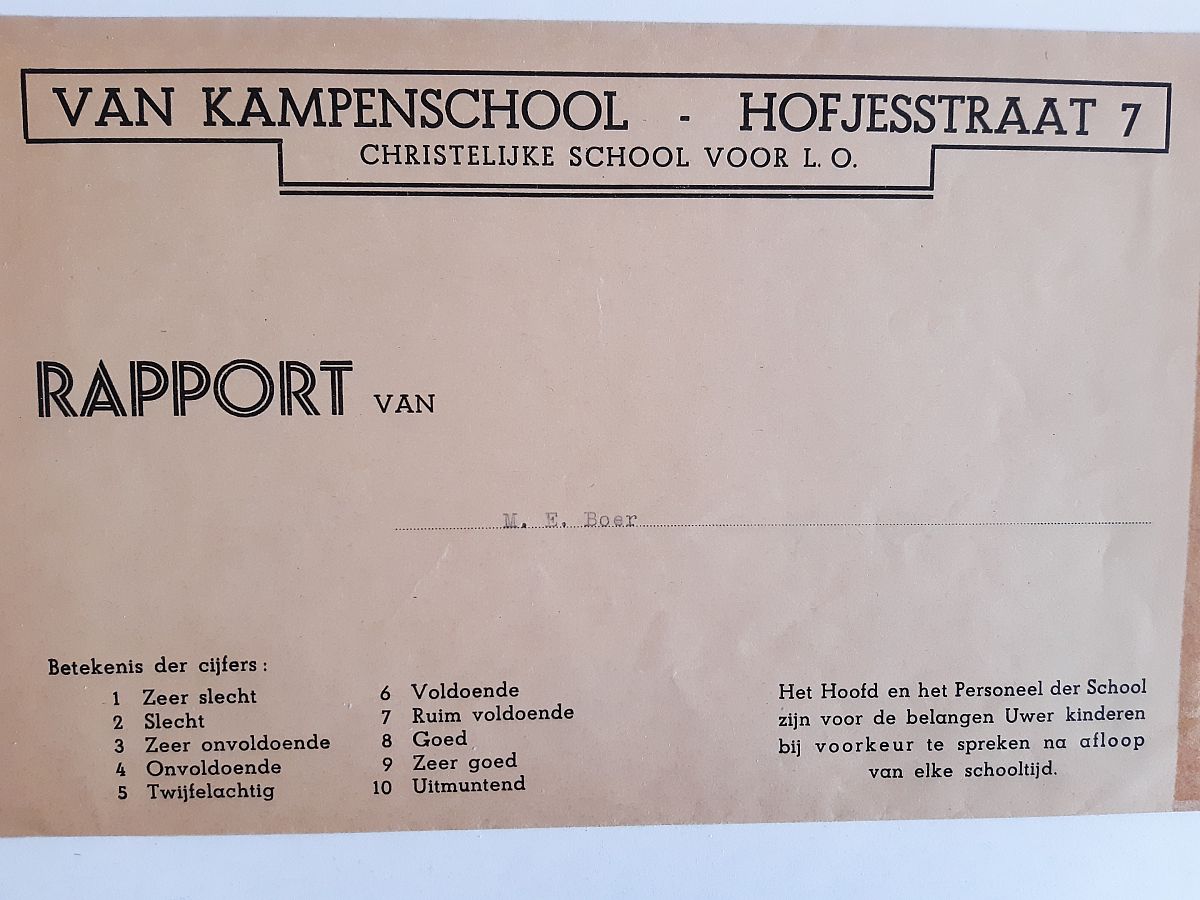 VAN KAMPENSCHOOL - HOFJESSTRAAT 7
CHRISTELIJKE SCHOOL VOOR L. O.
RAPPORT VAN
M. E. Boer
Betekenis der cijfers:
1 Zeer slecht
2 Slecht
3 Zeer onvoldoende
4 Onvoldoende
5 Twijfelachtig
6 Voldoende
7 Ruim voldoende
8 Goed
9 Zeer goed
10 Uitmuntend
Het Hoofd en het Personeel der School
zijn voor de belangen Uwer kinderen
bij voorkeur te spreken na afloop
van elke schooltijd.